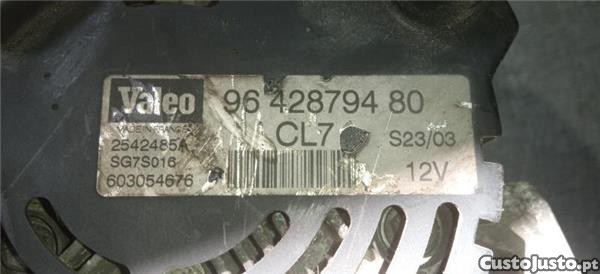 Valeo
96 428794 80
MADE IN FRANCE
CL7
S23/03
2542485A
SG7S016
603054676
12V
CustoJusto.pt